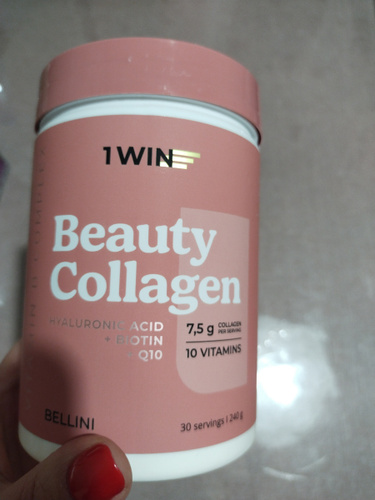 1WIN
Beauty
Collagen
HYALURONIC ACID
+ BIOTIN
+ Q10
7,5 g COLLAGEN
PER SERVING
10 VITAMINS
BELLINI
30 servings | 240 g